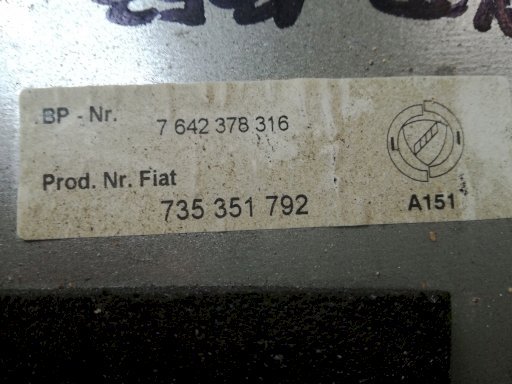 BP - Nr. 7 642 378 316
Prod. Nr. Fiat
735 351 792 A151